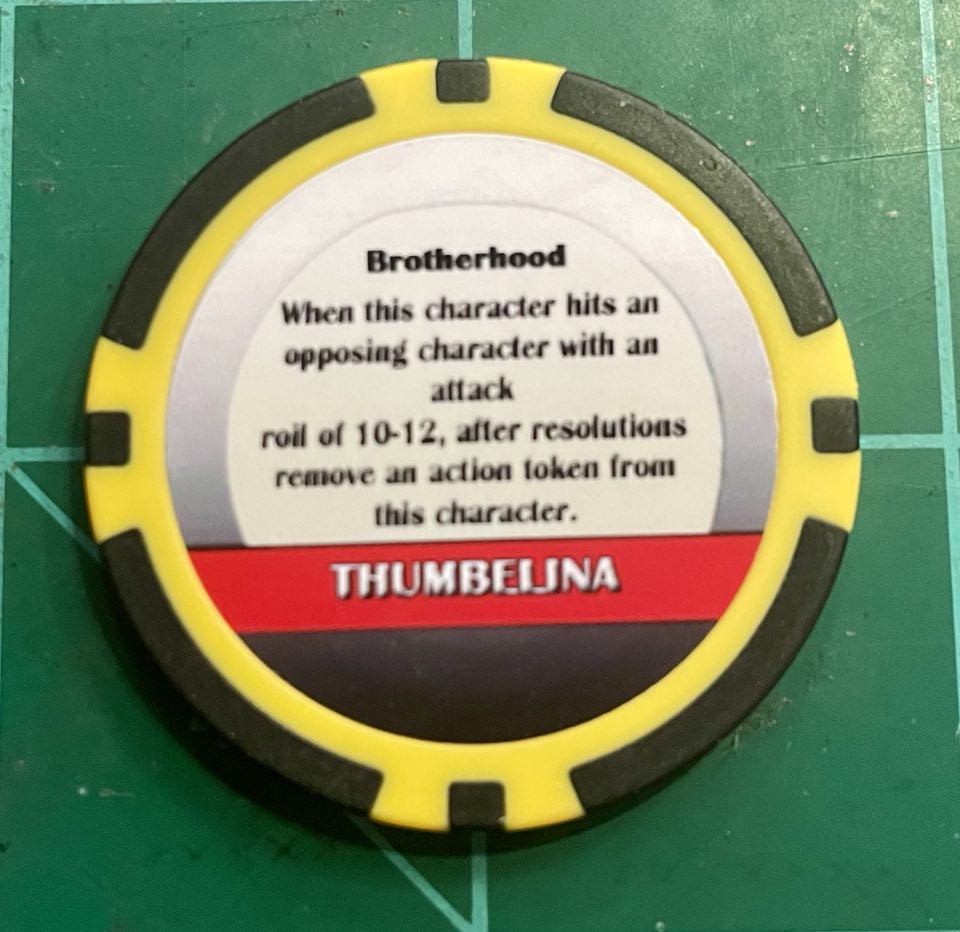 Brotherhood
When this character hits an
opposing character with an
attack
roll of 10-12, after resolutions
remove an action token from
this character.
THUMBELINA